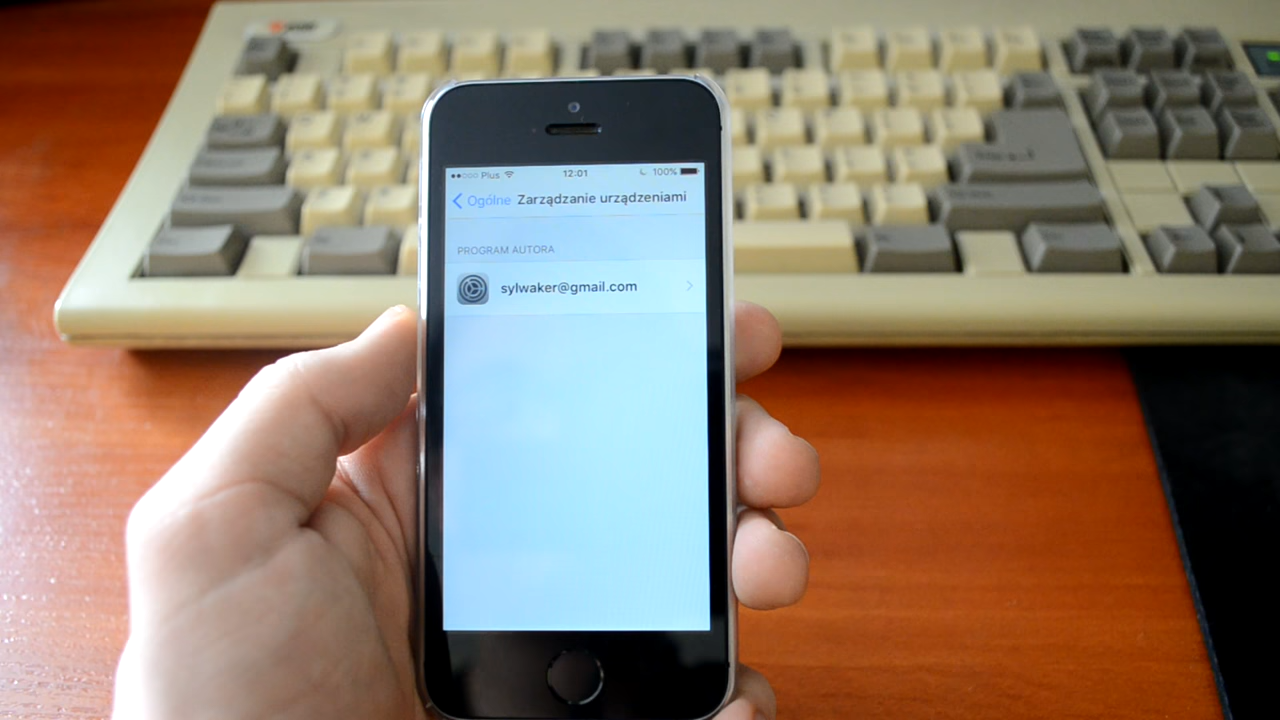 Plus 12:01 100%
Ogólne Zarządzanie urządzeniami
PROGRAM AUTORA
sylwaker@gmail.com